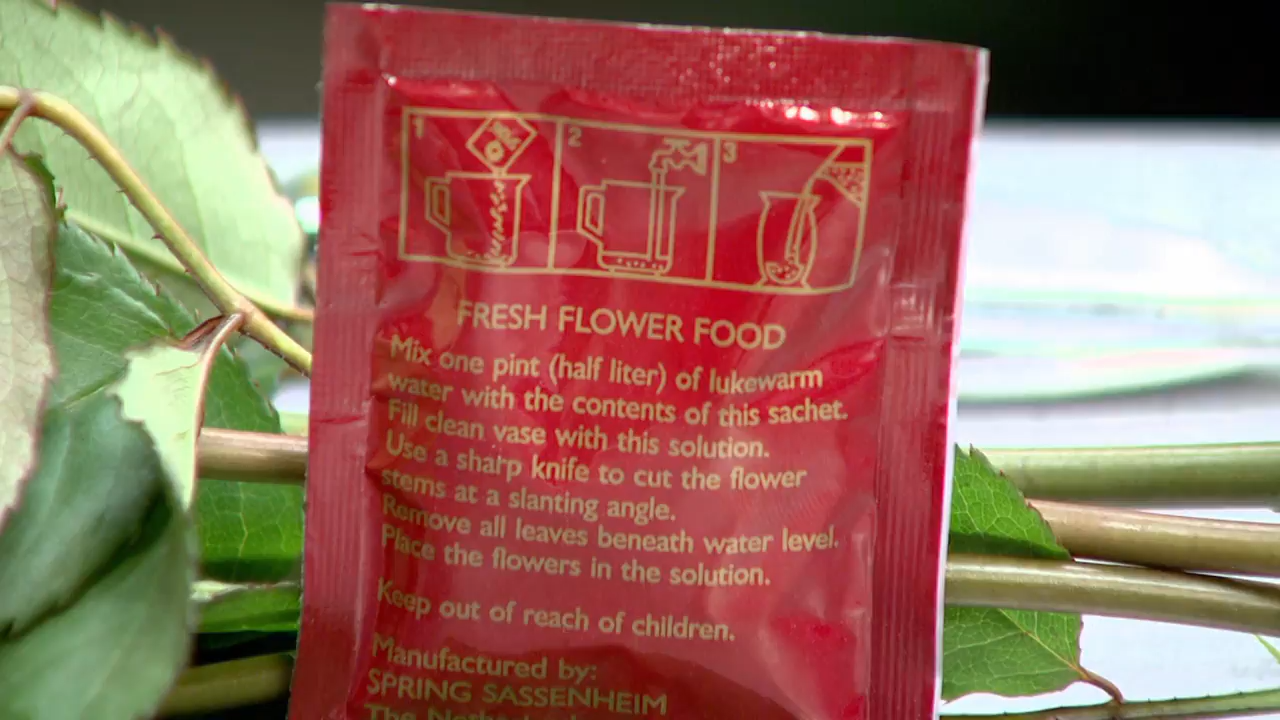 1 2 3
FRESH FLOWER FOOD
Mix one pint (half liter) of lukewarm
water with the contents of this sachet.
Fill clean vase with this solution.
Use a sharp knife to cut the flower
stems at a slanting angle.
Remove all leaves beneath water level.
Place the flowers in the solution.
Keep out of reach of children.
Manufactured by:
SPRING SASSENHEIM
The